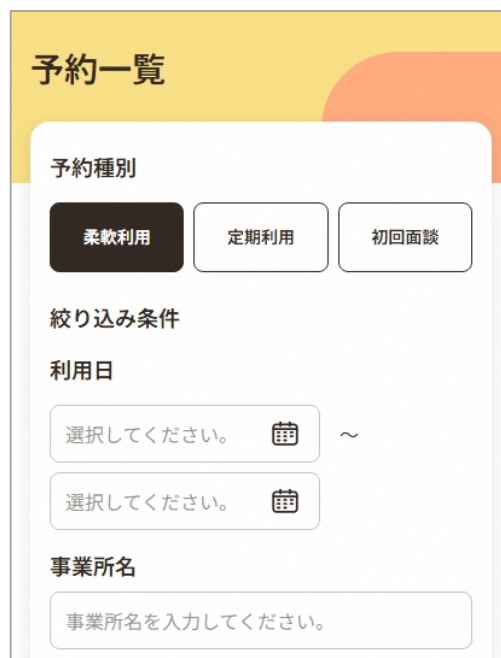 予約一覧
予約種別
柔軟利用 定期利用 初回面談
絞り込み条件
利用日
選択してください。 ～
選択してください。
事業所名
事業所名を入力してください。